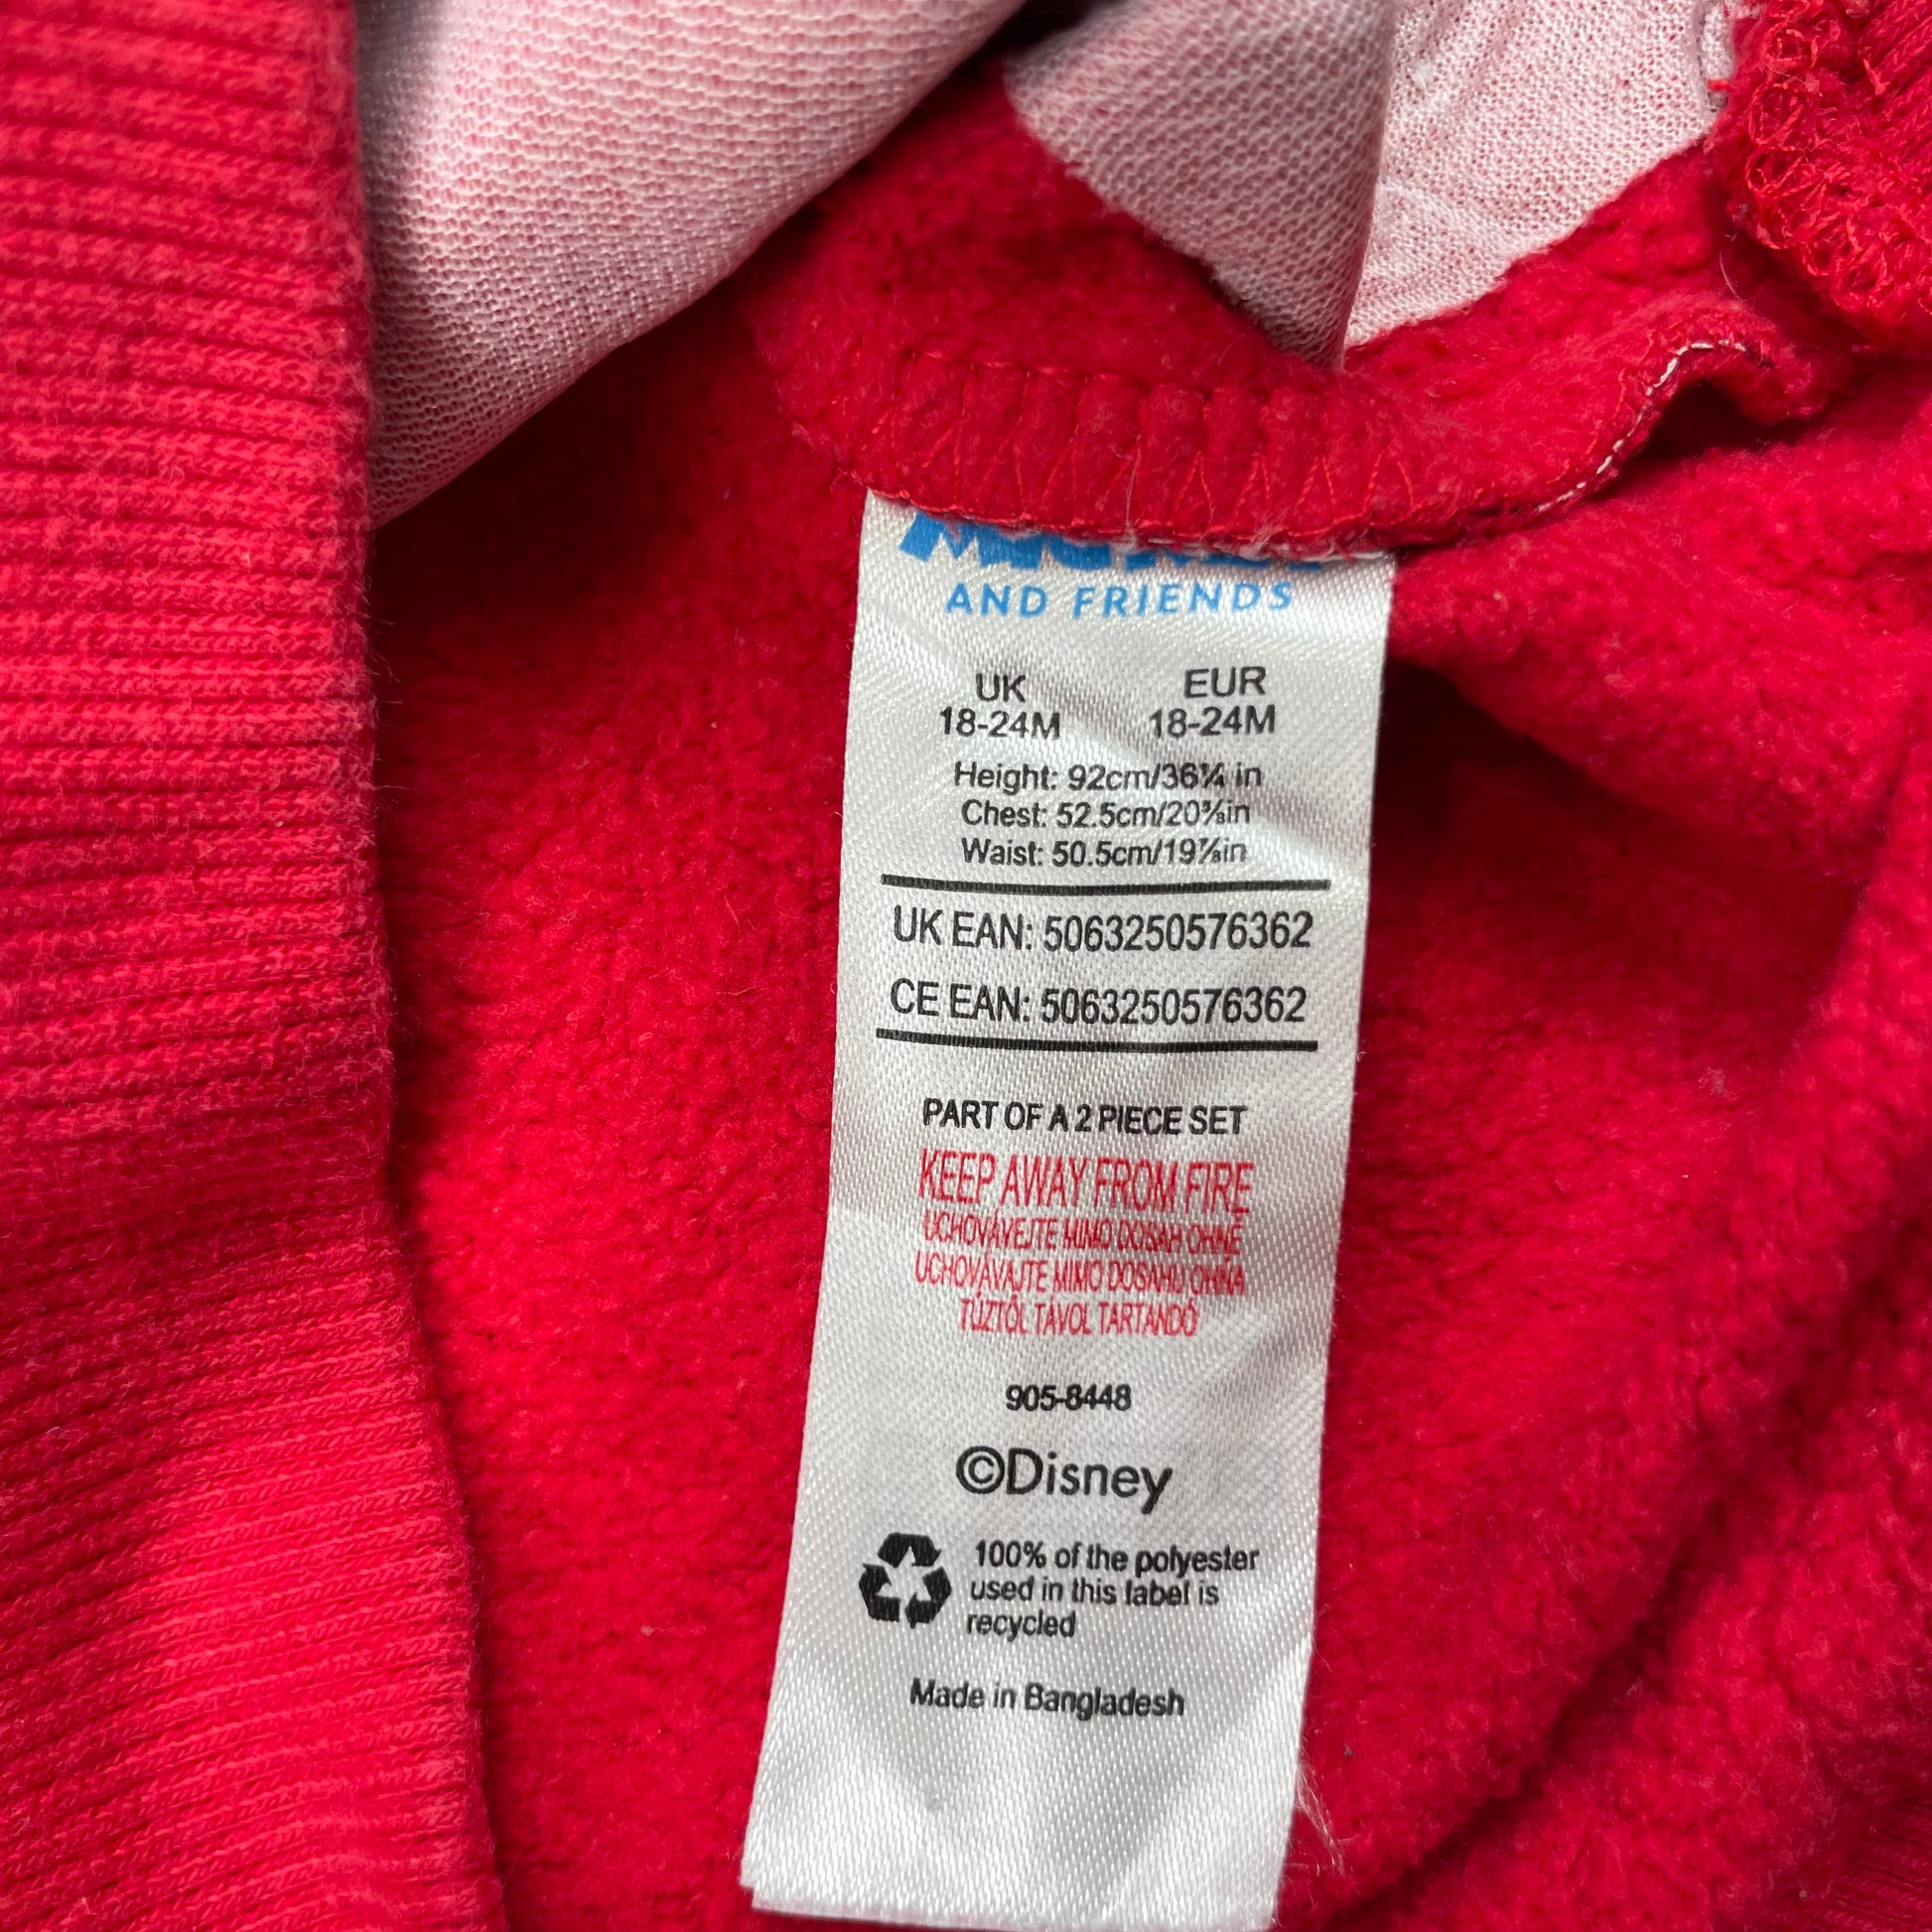 AND FRIENDS
UK EUR
18-24M 18-24M
Height: 92cm/36¼ in
Chest: 52.5cm/20⅝in
Waist: 50.5cm/19⅞in
UK EAN: 5063250576362
CE EAN: 5063250576362
PART OF A 2 PIECE SET
KEEP AWAY FROM FIRE
UCHOVÁVEJTE MIMO DOSAH OHNĚ
UCHOVÁVAJTE MIMO DOSAHU OHŇA
TŰZTŐL TÁVOL TARTANDÓ
905-8448
©Disney
100% of the polyester
used in this label is
recycled
Made in Bangladesh